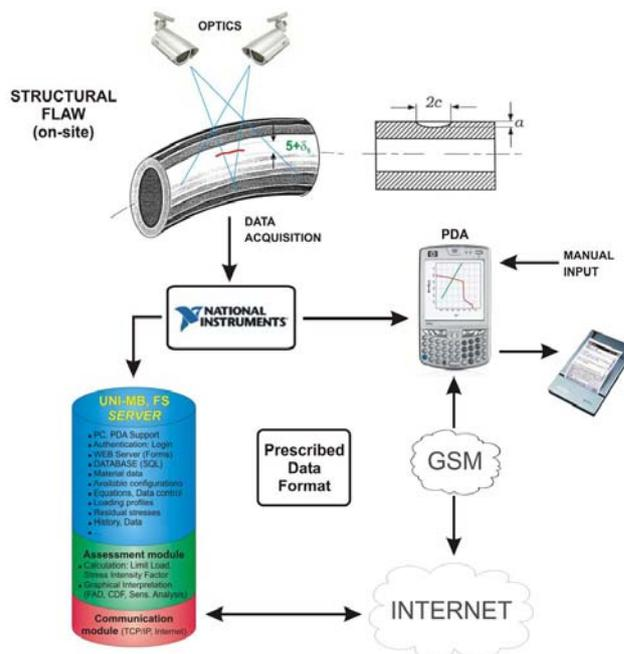 OPTICS
STRUCTURAL
FLAW
(on-site)
5+δ₅
2c
a
DATA
ACQUISITION
PDA
MANUAL
INPUT
NATIONAL
INSTRUMENTS
UNI-MB, FS
SERVER
• PC, PDA Support
• Authentication: Login
• WEB Server (Forms)
• DATABASE (SQL)
• Material data
• Available configurations
• Equations, Data control
• Loading profiles
• Residual stresses
• History, Data
• ...
Prescribed
Data
Format
GSM
Assessment module
• Calculation: Limit Load,
Stress Intensity Factor
• Graphical Interpretation
(FAD, CDF, Sens. Analysis)
Communication
module (TCP/IP, Internet)
INTERNET